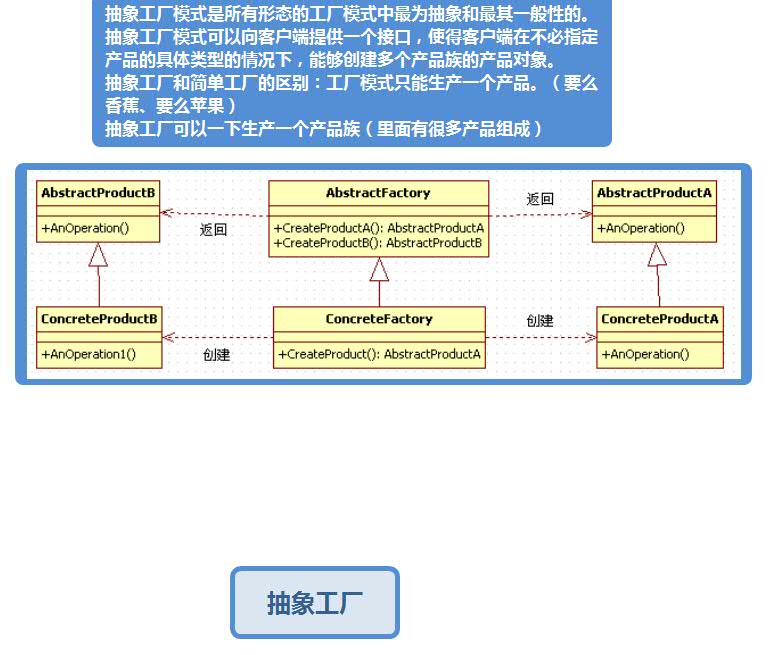 抽象工厂模式是所有形态的工厂模式中最为抽象和最其一般性的。
抽象工厂模式可以向客户端提供一个接口，使得客户端在不必指定
产品的具体类型的情况下，能够创建多个产品族的产品对象。
抽象工厂和简单工厂的区别：工厂模式只能生产一个产品。（要么
香蕉、要么苹果）
抽象工厂可以一下生产一个产品族（里面有很多产品组成）
AbstractProductB
+AnOperation()
返回
AbstractFactory
+CreateProductA(): AbstractProductA
+CreateProductB(): AbstractProductB
返回
AbstractProductA
+AnOperation()
ConcreteProductB
+AnOperation1()
创建
ConcreteFactory
+CreateProduct(): AbstractProductA
创建
ConcreteProductA
+AnOperation()
抽象工厂